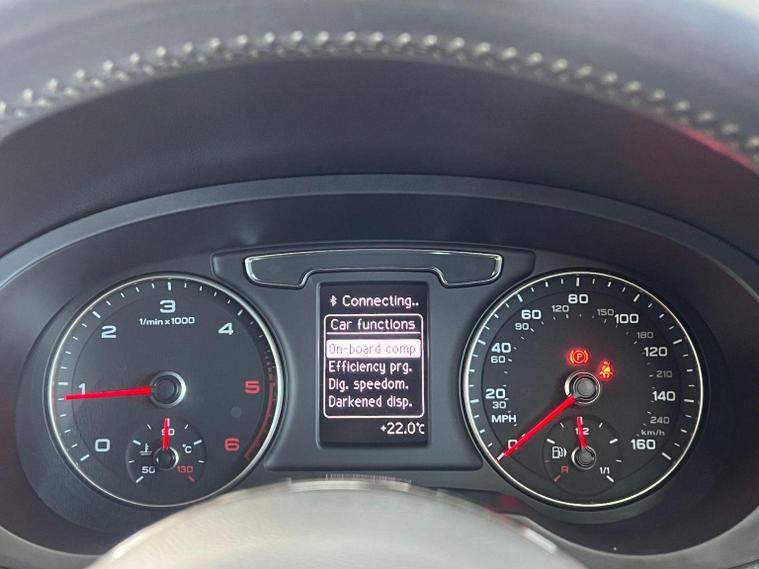 1/min x 1000
0
1
2
3
4
5
6
50
90
130
°C
Connecting..
Car functions
On-board comp
Efficiency prg.
Dig. speedom.
Darkened disp.
+22.0°C
MPH
0
20
40
60
80
100
120
140
160
30
60
90
120
150
180
210
240
km/h
(P)
R
1/2
1/1